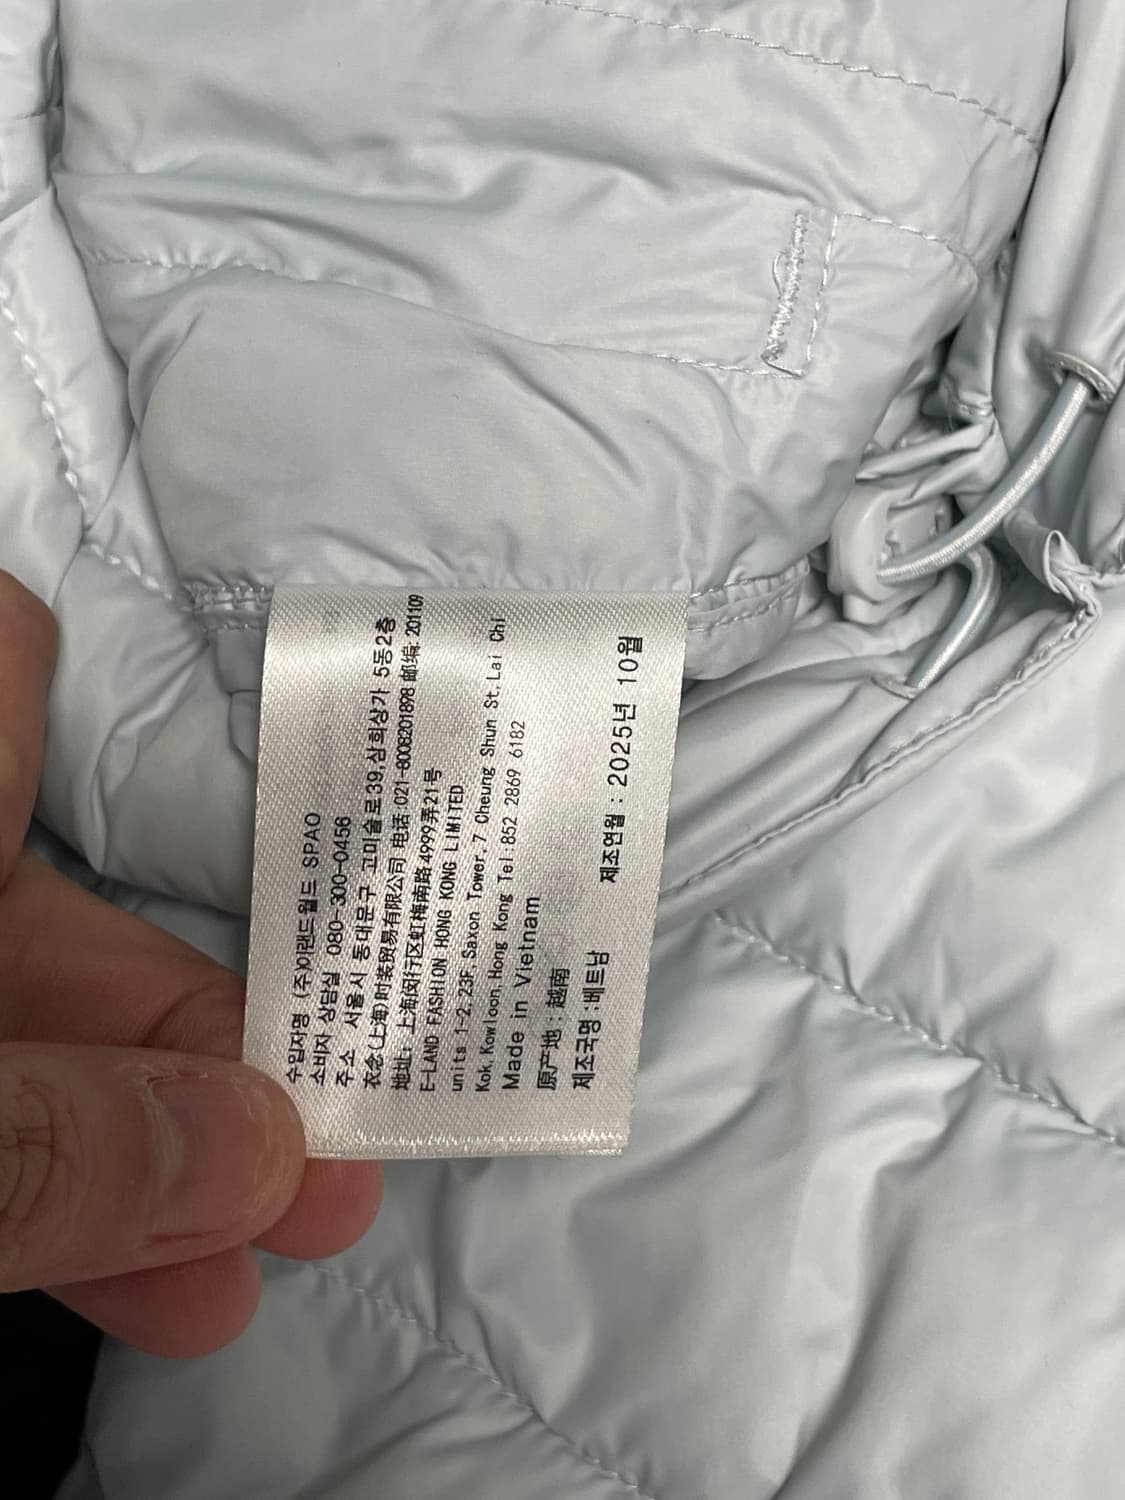 수입자명 (주)이랜드월드 SPAO
소비자 상담실 080-300-0456
주소 서울시 동대문구 고미술로39,삼희상가 5동2층
衣念(上海)时装贸易有限公司 电话:021-8008201898 邮编: 201109
地址: 上海闵行区虹梅南路4999弄21号
E-LAND FASHION HONG KONG LIMITED
units 1-2,23F,Saxon Tower,7 Cheung Shun St,Lai Chi
Kok,Kowloon,Hong Kong Tel:852 2869 6182
Made in Vietnam
原产地：越南
제조국명 :베트남 제조연월 : 2025년 10월